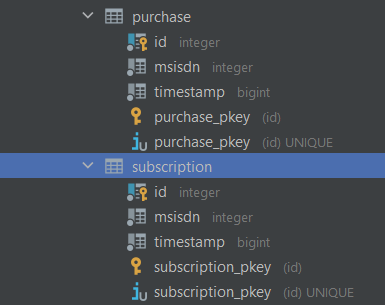 purchase
id integer
msisdn integer
timestamp bigint
purchase_pkey (id)
purchase_pkey (id) UNIQUE
subscription
id integer
msisdn integer
timestamp bigint
subscription_pkey (id)
subscription_pkey (id) UNIQUE